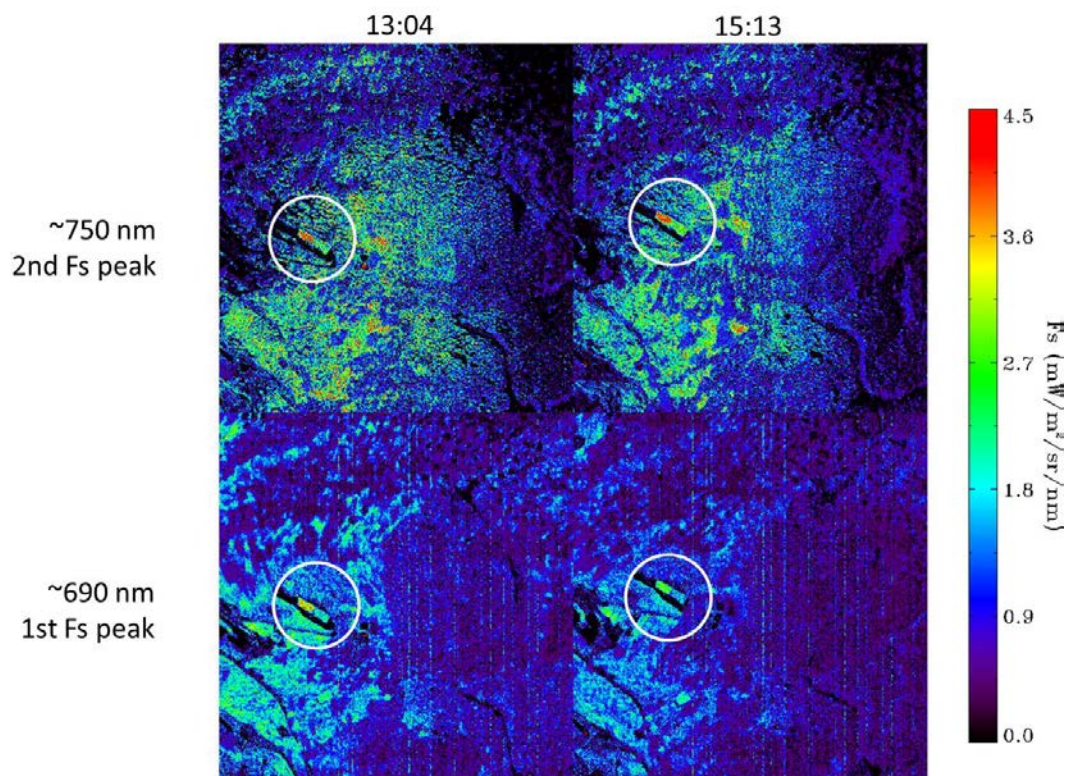 13:04
15:13
~750 nm
2nd Fs peak
~690 nm
1st Fs peak
4.5
3.6
2.7
1.8
0.9
0.0
Fs (mW/m²/sr/nm)